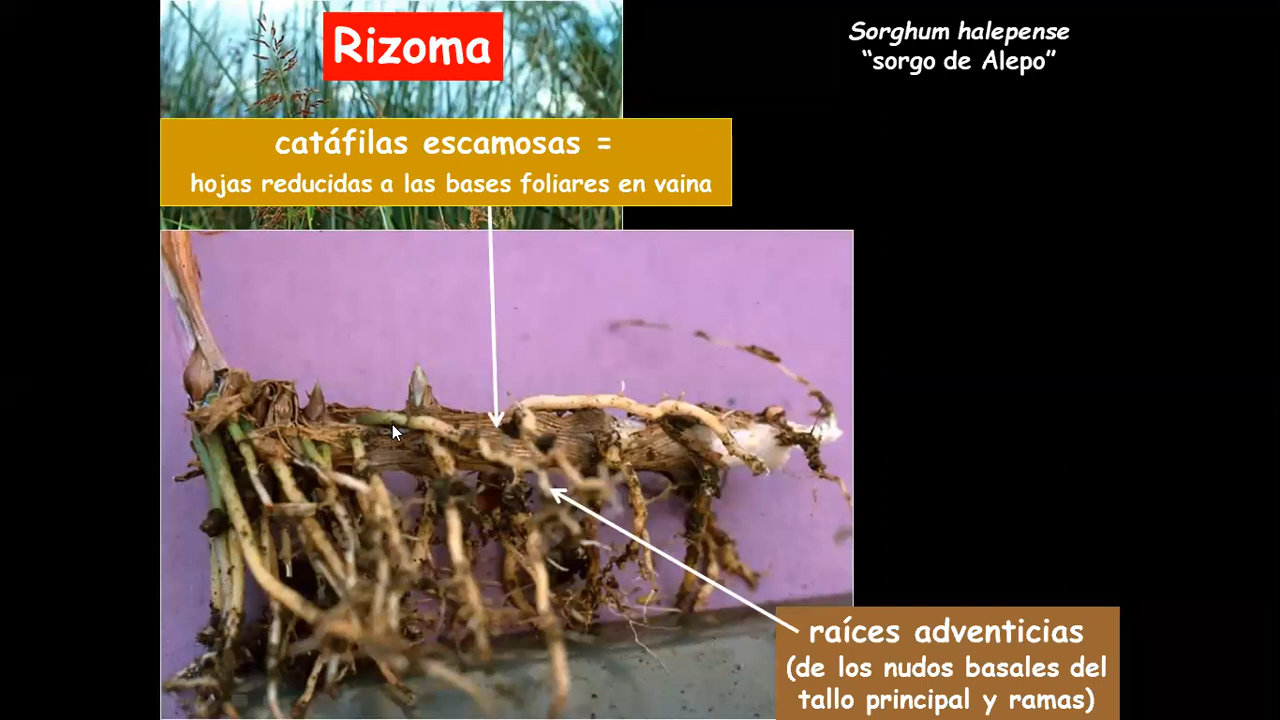 Rizoma
Sorghum halepense
“sorgo de Alepo”
catáfilas escamosas =
hojas reducidas a las bases foliares en vaina
raíces adventicias
(de los nudos basales del
tallo principal y ramas)